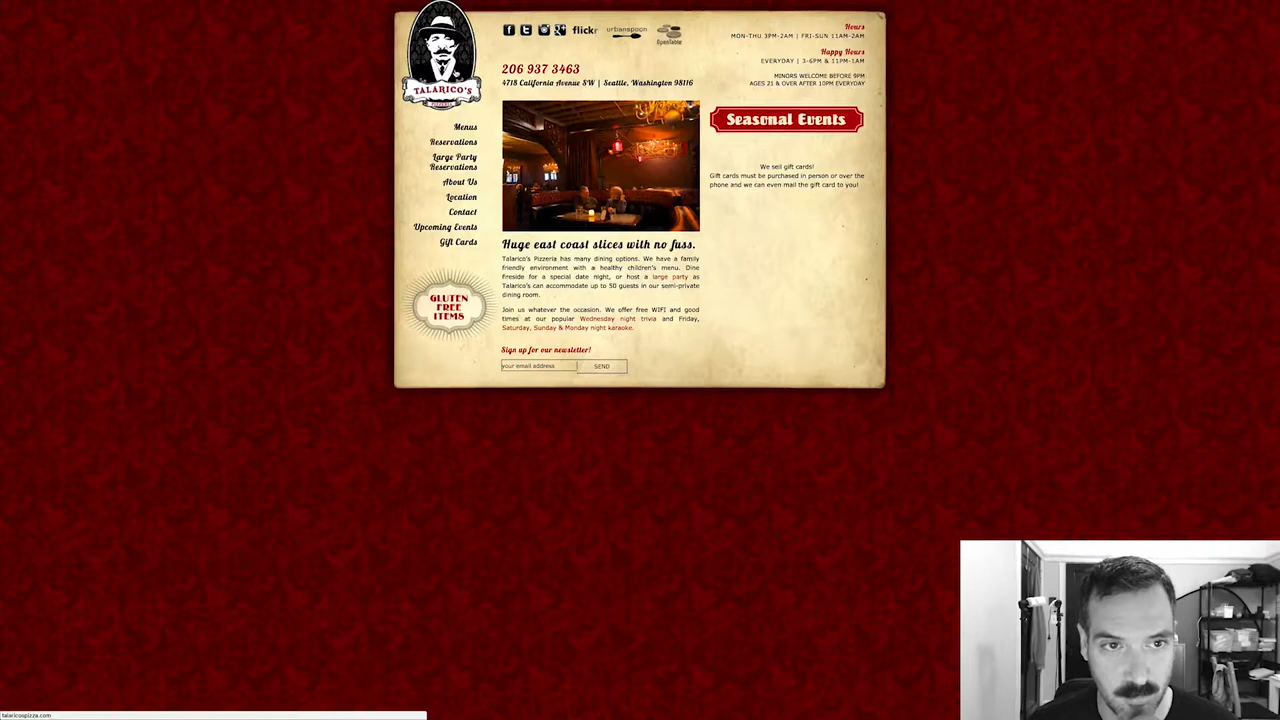 TALARICO'S
PIZZERIA
flickr
urbanspoon
OpenTable
Hours
MON-THU 3PM-2AM | FRI-SUN 11AM-2AM
Happy Hours
EVERYDAY | 3-6PM & 11PM-1AM
MINORS WELCOME BEFORE 9PM
AGES 21 & OVER AFTER 10PM EVERYDAY
206 937 3463
4718 California Avenue SW | Seattle, Washington 98116
Menus
Reservations
Large Party
Reservations
About Us
Location
Contact
Upcoming Events
Gift Cards
GLUTEN
FREE
ITEMS
Huge east coast slices with no fuss.
Talarico's Pizzeria has many dining options. We have a family
friendly environment with a healthy children's menu. Dine
fireside for a special date night, or host a large party as
Talarico's can accommodate up to 50 guests in our semi-private
dining room.
Join us whatever the occasion. We offer free WIFI and good
times at our popular Wednesday night trivia and Friday,
Saturday, Sunday & Monday night karaoke.
Sign up for our newsletter!
your email address
SEND
Seasonal Events
We sell gift cards!
Gift cards must be purchased in person or over the
phone and we can even mail the gift card to you!
talaricospizza.com